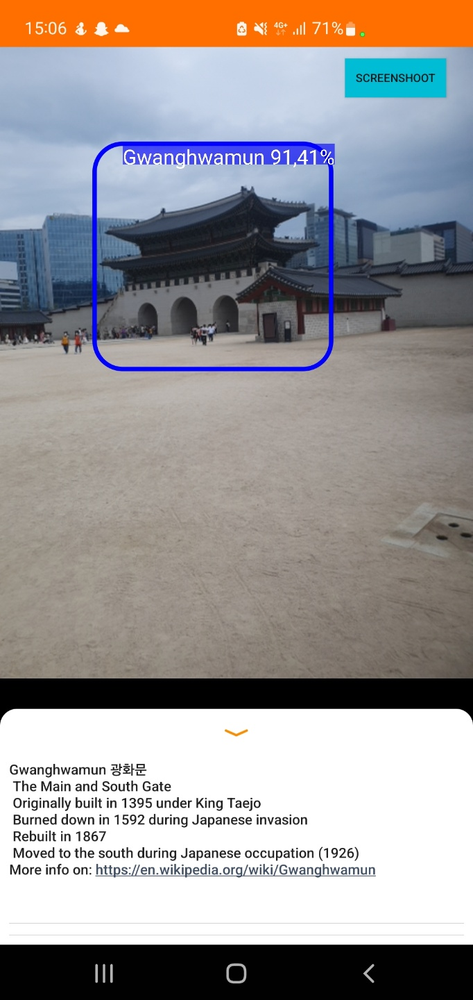 15:06
4G+
71%
SCREENSHOOT
Gwanghwamun 91,41%
Gwanghwamun 광화문
The Main and South Gate
Originally built in 1395 under King Taejo
Burned down in 1592 during Japanese invasion
Rebuilt in 1867
Moved to the south during Japanese occupation (1926)
More info on: https://en.wikipedia.org/wiki/Gwanghwamun